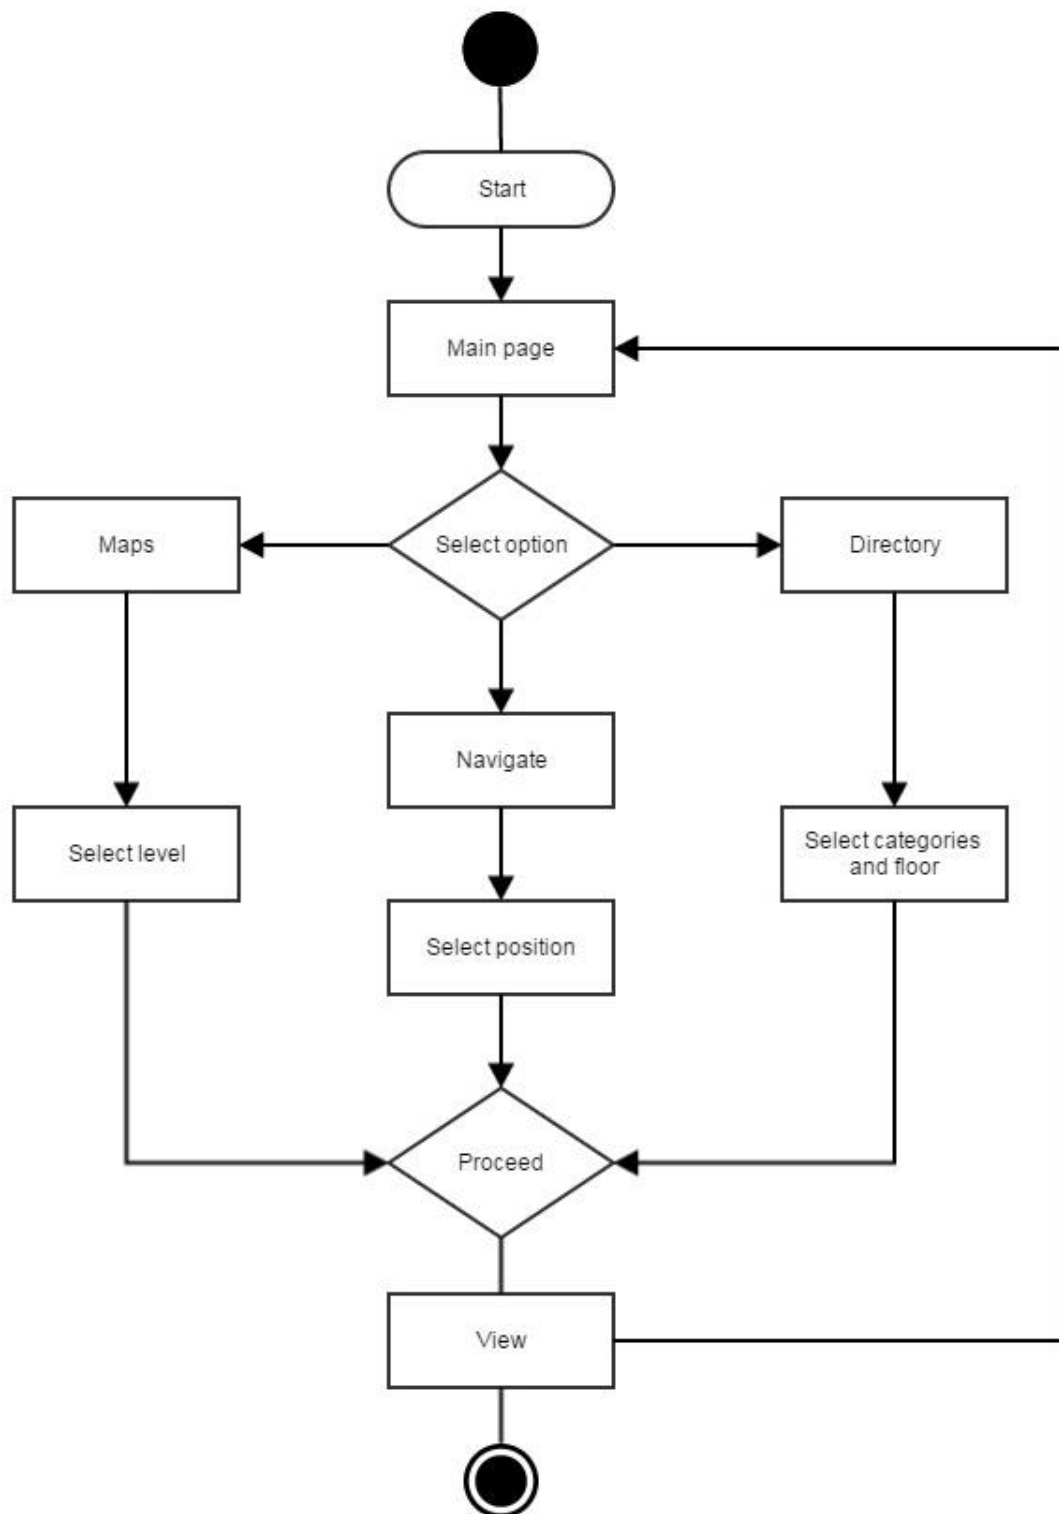 Start
Main page
Maps
Select option
Directory
Navigate
Select level
Select categories
and floor
Select position
Proceed
View